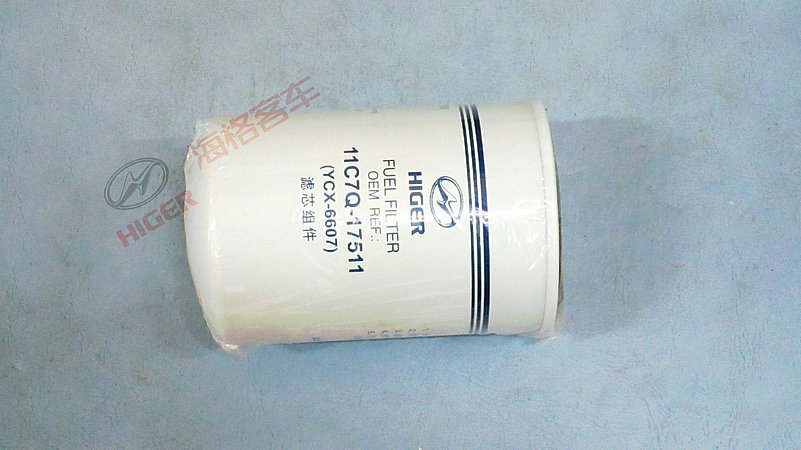 HIGER
FUEL FILTER
OEM REF.:
11C7Q-17511
(YCX-6607)
滤芯组件
海格客车
HIGER